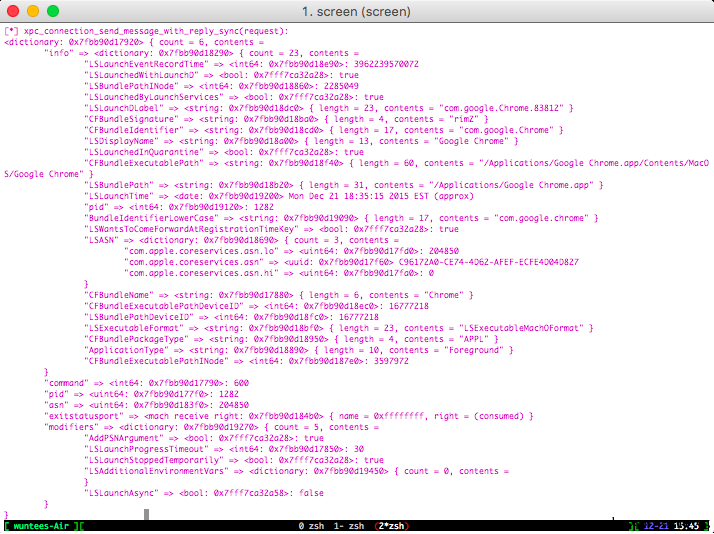 1. screen (screen)
[*] xpc_connection_send_message_with_reply_sync(request):
<dictionary: 0x7fbb90d17920> { count = 6, contents =
"info" => <dictionary: 0x7fbb90d18290> { count = 23, contents =
"LSLaunchEventRecordTime" => <int64: 0x7fbb90d18e90>: 3962239570072
"LSLaunchedWithLaunchD" => <bool: 0x7fff7ca32a28>: true
"LSBundlePathINode" => <int64: 0x7fbb90d18860>: 2285049
"LSLaunchedByLaunchServices" => <bool: 0x7fff7ca32a28>: true
"LSLaunchDLabel" => <string: 0x7fbb90d18dc0> { length = 23, contents = "com.google.Chrome.83812" }
"CFBundleSignature" => <string: 0x7fbb90d18ba0> { length = 4, contents = "rimZ" }
"CFBundleIdentifier" => <string: 0x7fbb90d18cd0> { length = 17, contents = "com.google.Chrome" }
"LSDisplayName" => <string: 0x7fbb90d18a00> { length = 13, contents = "Google Chrome" }
"LSLaunchedInQuarantine" => <bool: 0x7fff7ca32a28>: true
"CFBundleExecutablePath" => <string: 0x7fbb90d18f40> { length = 60, contents = "/Applications/Google Chrome.app/Contents/MacO
S/Google Chrome" }
"LSBundlePath" => <string: 0x7fbb90d18b20> { length = 31, contents = "/Applications/Google Chrome.app" }
"LSLaunchTime" => <date: 0x7fbb90d19200> Mon Dec 21 18:35:15 2015 EST (approx)
"pid" => <int64: 0x7fbb90d19120>: 1282
"BundleIdentifierLowerCase" => <string: 0x7fbb90d19090> { length = 17, contents = "com.google.chrome" }
"LSWantsToComeForwardAtRegistrationTimeKey" => <bool: 0x7fff7ca32a28>: true
"LSASN" => <dictionary: 0x7fbb90d18690> { count = 3, contents =
"com.apple.coreservices.asn.lo" => <uint64: 0x7fbb90d17fd0>: 204850
"com.apple.coreservices.asn" => <uuid: 0x7fbb90d17f60> C96172A0-CE74-4D62-AFEF-ECFE4D04D827
"com.apple.coreservices.asn.hi" => <uint64: 0x7fbb90d17fa0>: 0
}
"CFBundleName" => <string: 0x7fbb90d17880> { length = 6, contents = "Chrome" }
"CFBundleExecutablePathDeviceID" => <int64: 0x7fbb90d18ec0>: 16777218
"LSBundlePathDeviceID" => <int64: 0x7fbb90d18fc0>: 16777218
"LSExecutableFormat" => <string: 0x7fbb90d18bf0> { length = 23, contents = "LSExecutableMachOFormat" }
"CFBundlePackageType" => <string: 0x7fbb90d18950> { length = 4, contents = "APPL" }
"ApplicationType" => <string: 0x7fbb90d18890> { length = 10, contents = "Foreground" }
"CFBundleExecutablePathINode" => <int64: 0x7fbb90d187e0>: 3597972
}
"command" => <int64: 0x7fbb90d17790>: 600
"pid" => <uint64: 0x7fbb90d177f0>: 1282
"asn" => <uint64: 0x7fbb90d183f0>: 204850
"exitstatusport" => <mach receive right: 0x7fbb90d184b0> { name = 0xffffffff, right = (consumed) }
"modifiers" => <dictionary: 0x7fbb90d19270> { count = 5, contents =
"AddPSNArgument" => <bool: 0x7fff7ca32a28>: true
"LSLaunchProgressTimeout" => <int64: 0x7fbb90d17850>: 30
"LSLaunchStoppedTemporarily" => <bool: 0x7fff7ca32a28>: true
"LSAdditionalEnvironmentVars" => <dictionary: 0x7fbb90d19450> { count = 0, contents =
}
"LSLaunchAsync" => <bool: 0x7fff7ca32a58>: false
}
}
[ wuntees-Air ][ 0 zsh 1- zsh (2*zsh) ][ 12-21 15:45 ]